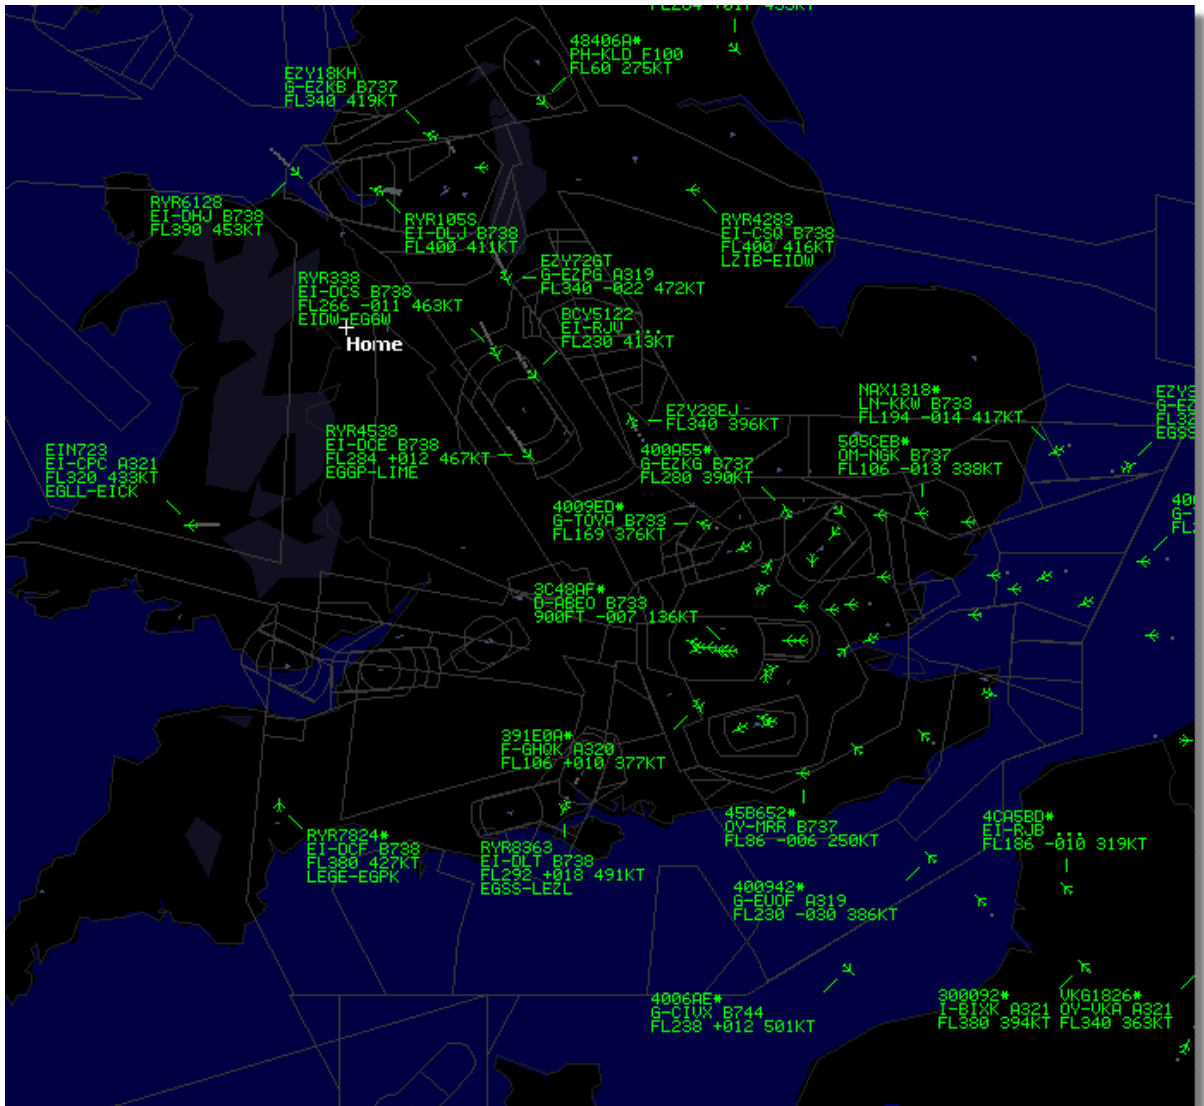 48406A*
PH-KLD F100
FL60 275KT
EZY18KH
G-EZKB B737
FL340 419KT
RYR6128
EI-DHJ B738
FL390 453KT
RYR105S
EI-DLJ B738
FL400 411KT
RYR4283
EI-CSQ B738
FL400 416KT
LZIB-EIDW
EZY72GT
G-EZPG A319
FL340 -022 472KT
RYR338
EI-DCS B738
FL266 -011 463KT
EIDW-EGGW
Home
BCY5122
EI-RJV ...
FL230 413KT
NAX1318*
LN-KKW B733
FL194 -014 417KT
EZY28EJ
FL340 396KT
RYR4538
EI-DCE B738
FL284 +012 467KT
EGGP-LIME
505CEB*
OM-NGK B737
FL106 -013 338KT
400A55*
G-EZKG B737
FL280 390KT
EIN723
EI-CPC A321
FL320 433KT
EGLL-EICK
4009ED*
G-TOYA B733
FL169 376KT
3C48AF*
D-ABEO B733
900FT -007 136KT
391E0A*
F-GHQK A320
FL106 +010 377KT
45B652*
OY-MRR B737
FL86 -006 250KT
4CA5BD*
EI-RJB ...
FL186 -010 319KT
RYR7824*
EI-DCF B738
FL380 427KT
LEGE-EGPK
RYR8363
EI-DLT B738
FL292 +018 491KT
EGSS-LEZL
400942*
G-EUOF A319
FL230 -030 386KT
4006AE*
G-CIVX B744
FL238 +012 501KT
300092*
I-BIXK A321
FL380 394KT
VKG1826*
OY-VKA A321
FL340 363KT